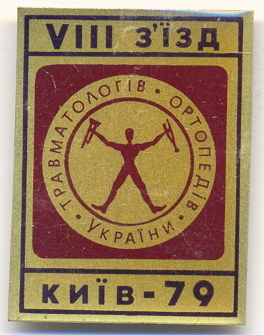 VIII З'ЇЗД
ТРАВМАТОЛОГІВ • ОРТОПЕДІВ •
УКРАЇНИ •
КИЇВ - 79